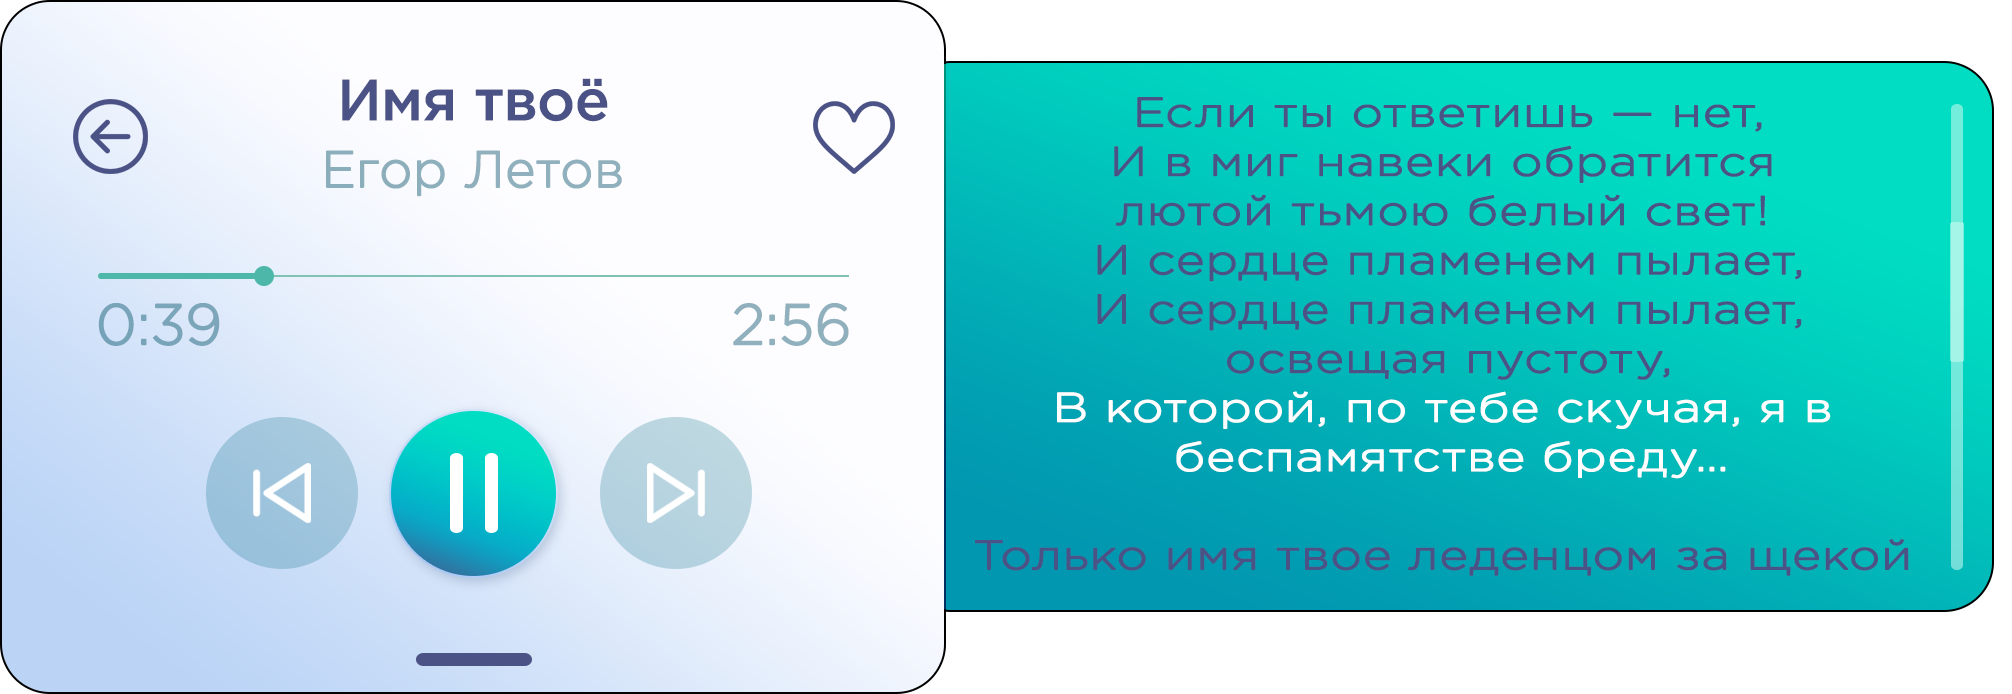 Имя твоё
Егор Летов
0:39
2:56
Если ты ответишь — нет,
И в миг навеки обратится
лютой тьмою белый свет!
И сердце пламенем пылает,
И сердце пламенем пылает,
освещая пустоту,
В которой, по тебе скучая, я в
беспамятстве бреду...
Только имя твое леденцом за щекой